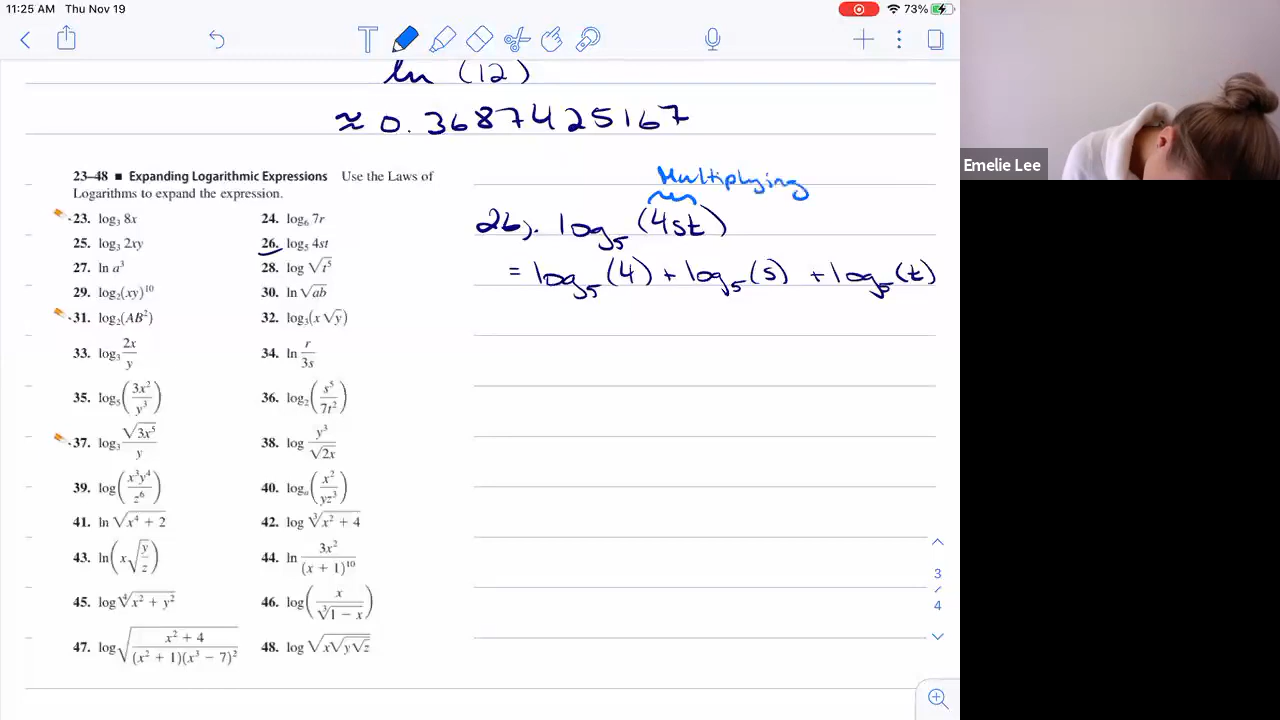 11:25 AM Thu Nov 19
73%
ln (12)
≈ 0.36874425167
Emelie Lee
23–48 ■ Expanding Logarithmic Expressions Use the Laws of
Logarithms to expand the expression.
23. log₃ 8x
24. log₆ 7r
25. log₃ 2xy
26. log₅ 4st
27. ln a³
28. log √t⁵
29. log₂(xy)¹⁰
30. ln √ab
31. log₂(AB²)
32. log₃(x √y)
33. log₃ 2x/y
34. ln r/3s
35. log₅(3x²/y³)
36. log₂(s⁵/7t²)
37. log₃ √3x⁵/y
38. log y³/√2x
39. log(x³y⁴/z⁶)
40. logₐ(x²/yz³)
41. ln √x⁴ + 2
42. log ∛x² + 4
43. ln(x√y/z)
44. ln 3x²/(x + 1)¹⁰
45. log ∜x² + y²
46. log(x/∛1 − x)
47. log √x² + 4/(x² + 1)(x³ − 7)²
48. log √x√y√z
Multiplying
26). log₅ (4st)
= log₅(4) + log₅(s) + log₅(t)
3
/
4